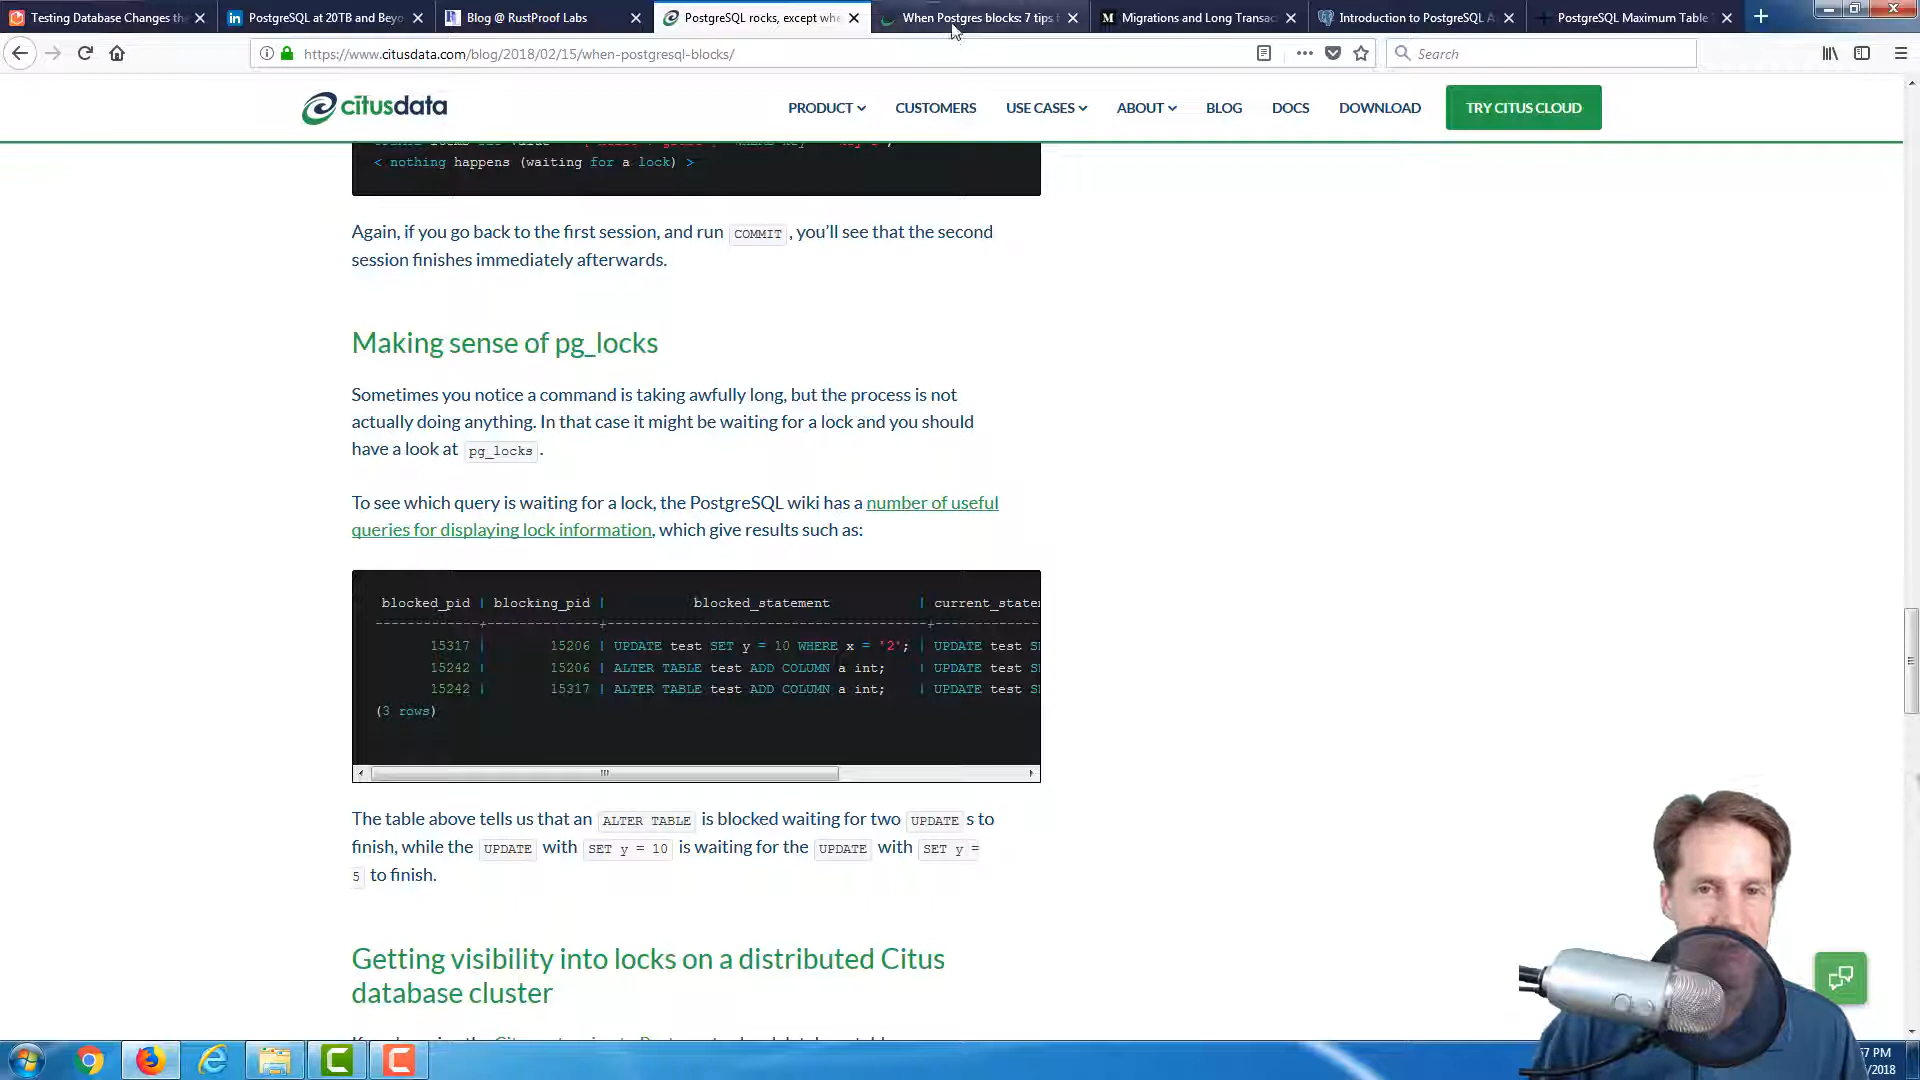 Testing Database Changes the
PostgreSQL at 20TB and Beyo
Blog @ RustProof Labs
PostgreSQL rocks, except whe
When Postgres blocks: 7 tips
Migrations and Long Transac
Introduction to PostgreSQL A
PostgreSQL Maximum Table
https://www.citusdata.com/blog/2018/02/15/when-postgresql-blocks/
Search
citusdata
PRODUCT
CUSTOMERS
USE CASES
ABOUT
BLOG
DOCS
DOWNLOAD
TRY CITUS CLOUD
< nothing happens (waiting for a lock) >
Again, if you go back to the first session, and run COMMIT, you'll see that the second
session finishes immediately afterwards.
Making sense of pg_locks
Sometimes you notice a command is taking awfully long, but the process is not
actually doing anything. In that case it might be waiting for a lock and you should
have a look at pg_locks.
To see which query is waiting for a lock, the PostgreSQL wiki has a number of useful
queries for displaying lock information, which give results such as:
blocked_pid | blocking_pid | blocked_statement | current_state
15317 | 15206 | UPDATE test SET y = 10 WHERE x = '2'; | UPDATE test S
15242 | 15206 | ALTER TABLE test ADD COLUMN a int; | UPDATE test S
15242 | 15317 | ALTER TABLE test ADD COLUMN a int; | UPDATE test S
(3 rows)
The table above tells us that an ALTER TABLE is blocked waiting for two UPDATE s to
finish, while the UPDATE with SET y = 10 is waiting for the UPDATE with SET y =
5 to finish.
Getting visibility into locks on a distributed Citus
database cluster
57 PM
/2018